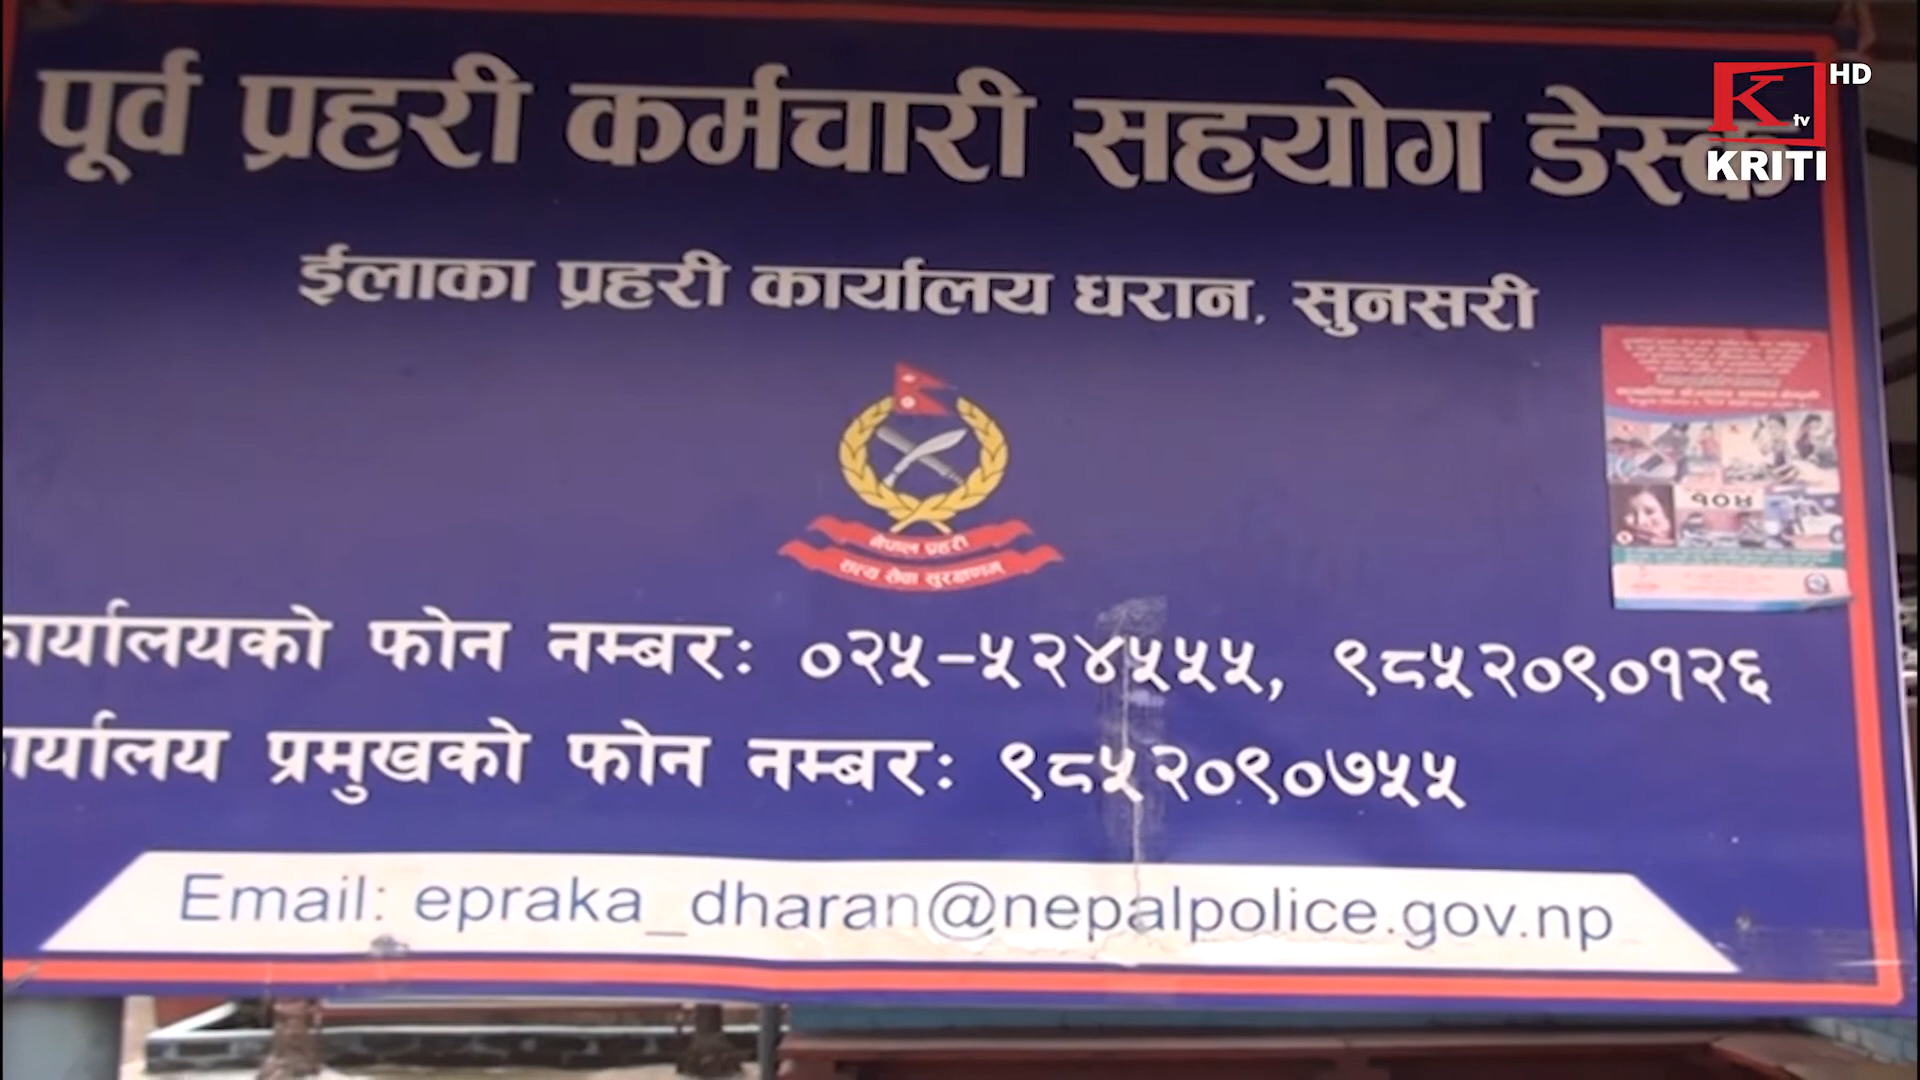 पूर्व प्रहरी कर्मचारी सहयोग डेस्क
ईलाका प्रहरी कार्यालय धरान, सुनसरी
नेपाल प्रहरी
सत्य सेवा सुरक्षणम्
कार्यालयको फोन नम्बरः ०२५-५२४५५५, ९८५२०९०१२६
कार्यालय प्रमुखको फोन नम्बरः ९८५२०९०७५५
Email: epraka_dharan@nepalpolice.gov.np
१०४
K tv HD
KRITI